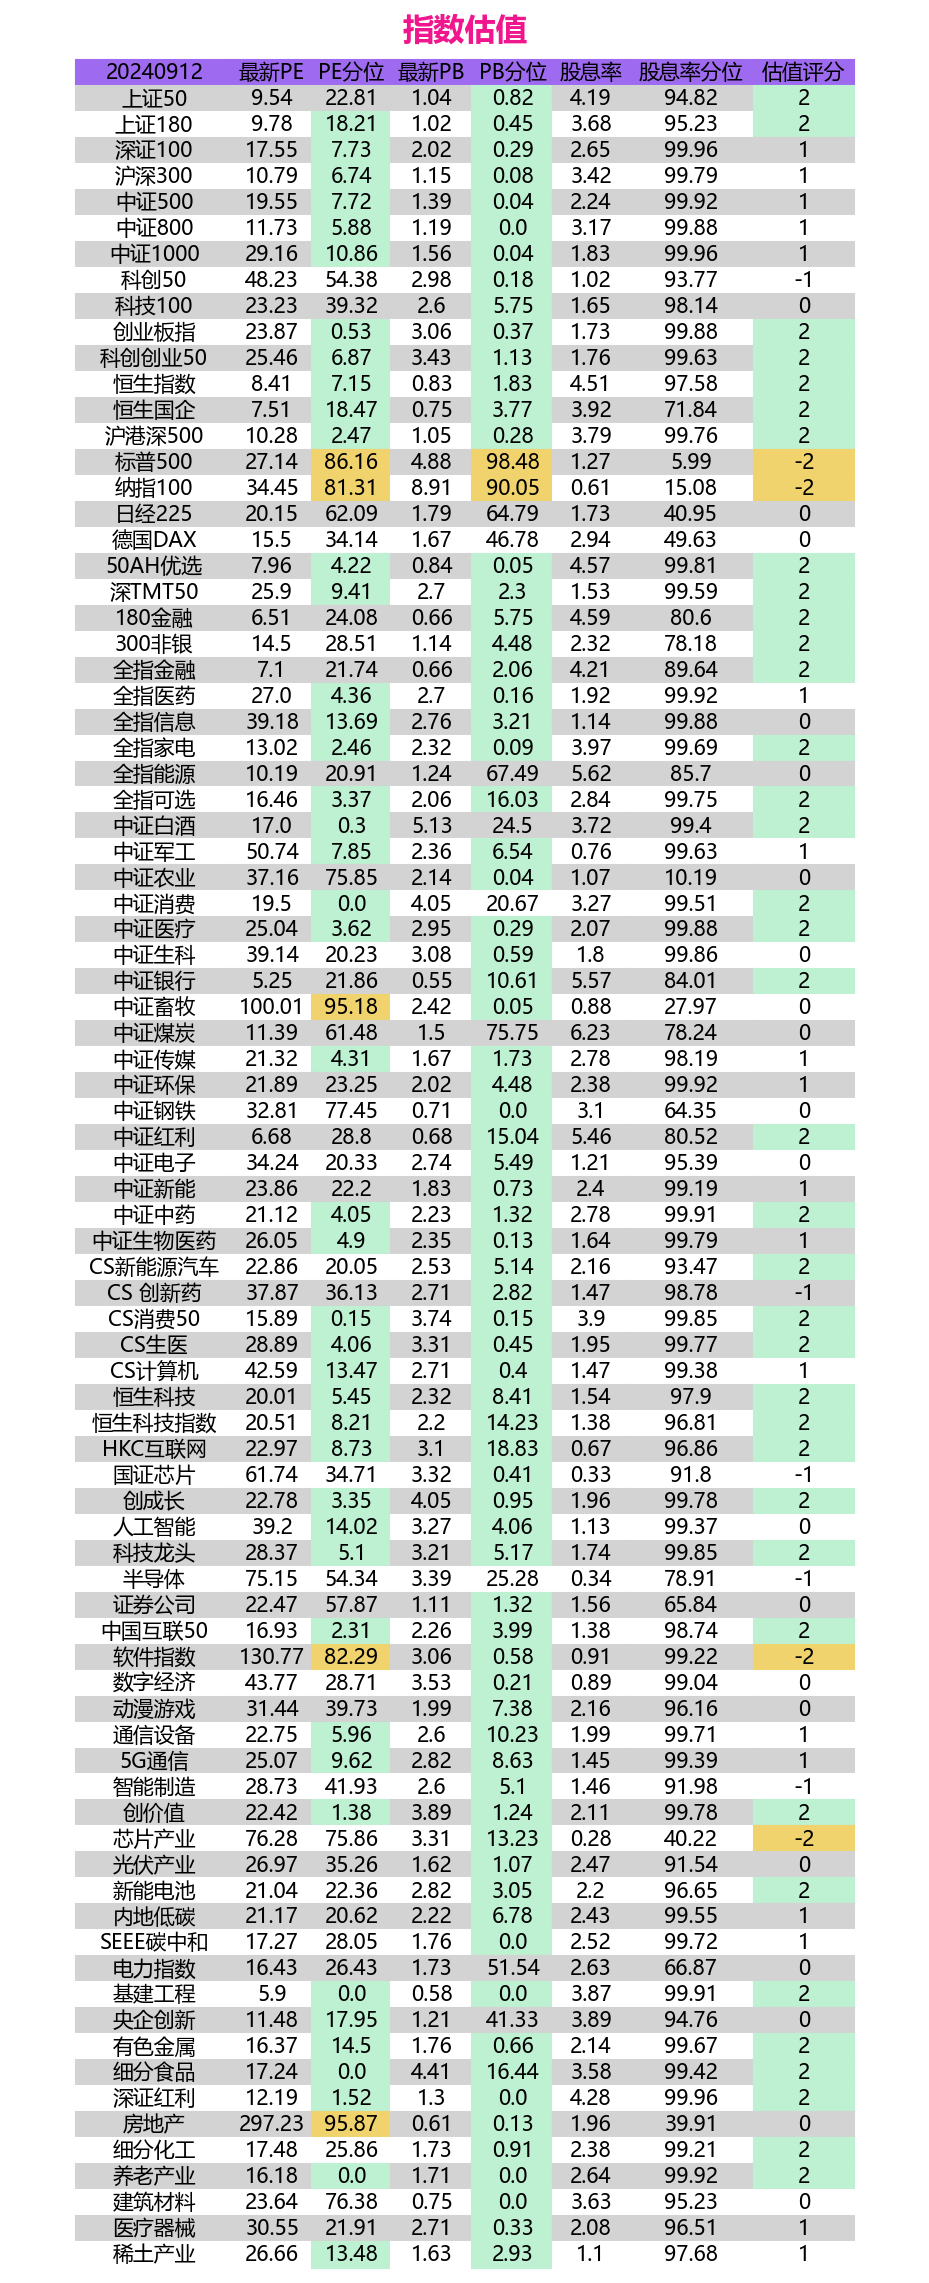 指数估值
20240912 最新PE PE分位 最新PB PB分位 股息率 股息率分位 估值评分
上证50 9.54 22.81 1.04 0.82 4.19 94.82 2
上证180 9.78 18.21 1.02 0.45 3.68 95.23 2
深证100 17.55 7.73 2.02 0.29 2.65 99.96 1
沪深300 10.79 6.74 1.15 0.08 3.42 99.79 1
中证500 19.55 7.72 1.39 0.04 2.24 99.92 1
中证800 11.73 5.88 1.19 0.0 3.17 99.88 1
中证1000 29.16 10.86 1.56 0.04 1.83 99.96 1
科创50 48.23 54.38 2.98 0.18 1.02 93.77 -1
科技100 23.23 39.32 2.6 5.75 1.65 98.14 0
创业板指 23.87 0.53 3.06 0.37 1.73 99.88 2
科创创业50 25.46 6.87 3.43 1.13 1.76 99.63 2
恒生指数 8.41 7.15 0.83 1.83 4.51 97.58 2
恒生国企 7.51 18.47 0.75 3.77 3.92 71.84 2
沪港深500 10.28 2.47 1.05 0.28 3.79 99.76 2
标普500 27.14 86.16 4.88 98.48 1.27 5.99 -2
纳指100 34.45 81.31 8.91 90.05 0.61 15.08 -2
日经225 20.15 62.09 1.79 64.79 1.73 40.95 0
德国DAX 15.5 34.14 1.67 46.78 2.94 49.63 0
50AH优选 7.96 4.22 0.84 0.05 4.57 99.81 2
深TMT50 25.9 9.41 2.7 2.3 1.53 99.59 2
180金融 6.51 24.08 0.66 5.75 4.59 80.6 2
300非银 14.5 28.51 1.14 4.48 2.32 78.18 2
全指金融 7.1 21.74 0.66 2.06 4.21 89.64 2
全指医药 27.0 4.36 2.7 0.16 1.92 99.92 1
全指信息 39.18 13.69 2.76 3.21 1.14 99.88 0
全指家电 13.02 2.46 2.32 0.09 3.97 99.69 2
全指能源 10.19 20.91 1.24 67.49 5.62 85.7 0
全指可选 16.46 3.37 2.06 16.03 2.84 99.75 2
中证白酒 17.0 0.3 5.13 24.5 3.72 99.4 2
中证军工 50.74 7.85 2.36 6.54 0.76 99.63 1
中证农业 37.16 75.85 2.14 0.04 1.07 10.19 0
中证消费 19.5 0.0 4.05 20.67 3.27 99.51 2
中证医疗 25.04 3.62 2.95 0.29 2.07 99.88 2
中证生科 39.14 20.23 3.08 0.59 1.8 99.86 0
中证银行 5.25 21.86 0.55 10.61 5.57 84.01 2
中证畜牧 100.01 95.18 2.42 0.05 0.88 27.97 0
中证煤炭 11.39 61.48 1.5 75.75 6.23 78.24 0
中证传媒 21.32 4.31 1.67 1.73 2.78 98.19 1
中证环保 21.89 23.25 2.02 4.48 2.38 99.92 1
中证钢铁 32.81 77.45 0.71 0.0 3.1 64.35 0
中证红利 6.68 28.8 0.68 15.04 5.46 80.52 2
中证电子 34.24 20.33 2.74 5.49 1.21 95.39 0
中证新能 23.86 22.2 1.83 0.73 2.4 99.19 1
中证中药 21.12 4.05 2.23 1.32 2.78 99.91 2
中证生物医药 26.05 4.9 2.35 0.13 1.64 99.79 1
CS新能源汽车 22.86 20.05 2.53 5.14 2.16 93.47 2
CS 创新药 37.87 36.13 2.71 2.82 1.47 98.78 -1
CS消费50 15.89 0.15 3.74 0.15 3.9 99.85 2
CS生医 28.89 4.06 3.31 0.45 1.95 99.77 2
CS计算机 42.59 13.47 2.71 0.4 1.47 99.38 1
恒生科技 20.01 5.45 2.32 8.41 1.54 97.9 2
恒生科技指数 20.51 8.21 2.2 14.23 1.38 96.81 2
HKC互联网 22.97 8.73 3.1 18.83 0.67 96.86 2
国证芯片 61.74 34.71 3.32 0.41 0.33 91.8 -1
创成长 22.78 3.35 4.05 0.95 1.96 99.78 2
人工智能 39.2 14.02 3.27 4.06 1.13 99.37 0
科技龙头 28.37 5.1 3.21 5.17 1.74 99.85 2
半导体 75.15 54.34 3.39 25.28 0.34 78.91 -1
证券公司 22.47 57.87 1.11 1.32 1.56 65.84 0
中国互联50 16.93 2.31 2.26 3.99 1.38 98.74 2
软件指数 130.77 82.29 3.06 0.58 0.91 99.22 -2
数字经济 43.77 28.71 3.53 0.21 0.89 99.04 0
动漫游戏 31.44 39.73 1.99 7.38 2.16 96.16 0
通信设备 22.75 5.96 2.6 10.23 1.99 99.71 1
5G通信 25.07 9.62 2.82 8.63 1.45 99.39 1
智能制造 28.73 41.93 2.6 5.1 1.46 91.98 -1
创价值 22.42 1.38 3.89 1.24 2.11 99.78 2
芯片产业 76.28 75.86 3.31 13.23 0.28 40.22 -2
光伏产业 26.97 35.26 1.62 1.07 2.47 91.54 0
新能电池 21.04 22.36 2.82 3.05 2.2 96.65 2
内地低碳 21.17 20.62 2.22 6.78 2.43 99.55 1
SEEE碳中和 17.27 28.05 1.76 0.0 2.52 99.72 1
电力指数 16.43 26.43 1.73 51.54 2.63 66.87 0
基建工程 5.9 0.0 0.58 0.0 3.87 99.91 2
央企创新 11.48 17.95 1.21 41.33 3.89 94.76 0
有色金属 16.37 14.5 1.76 0.66 2.14 99.67 2
细分食品 17.24 0.0 4.41 16.44 3.58 99.42 2
深证红利 12.19 1.52 1.3 0.0 4.28 99.96 2
房地产 297.23 95.87 0.61 0.13 1.96 39.91 0
细分化工 17.48 25.86 1.73 0.91 2.38 99.21 2
养老产业 16.18 0.0 1.71 0.0 2.64 99.92 2
建筑材料 23.64 76.38 0.75 0.0 3.63 95.23 0
医疗器械 30.55 21.91 2.71 0.33 2.08 96.51 1
稀土产业 26.66 13.48 1.63 2.93 1.1 97.68 1